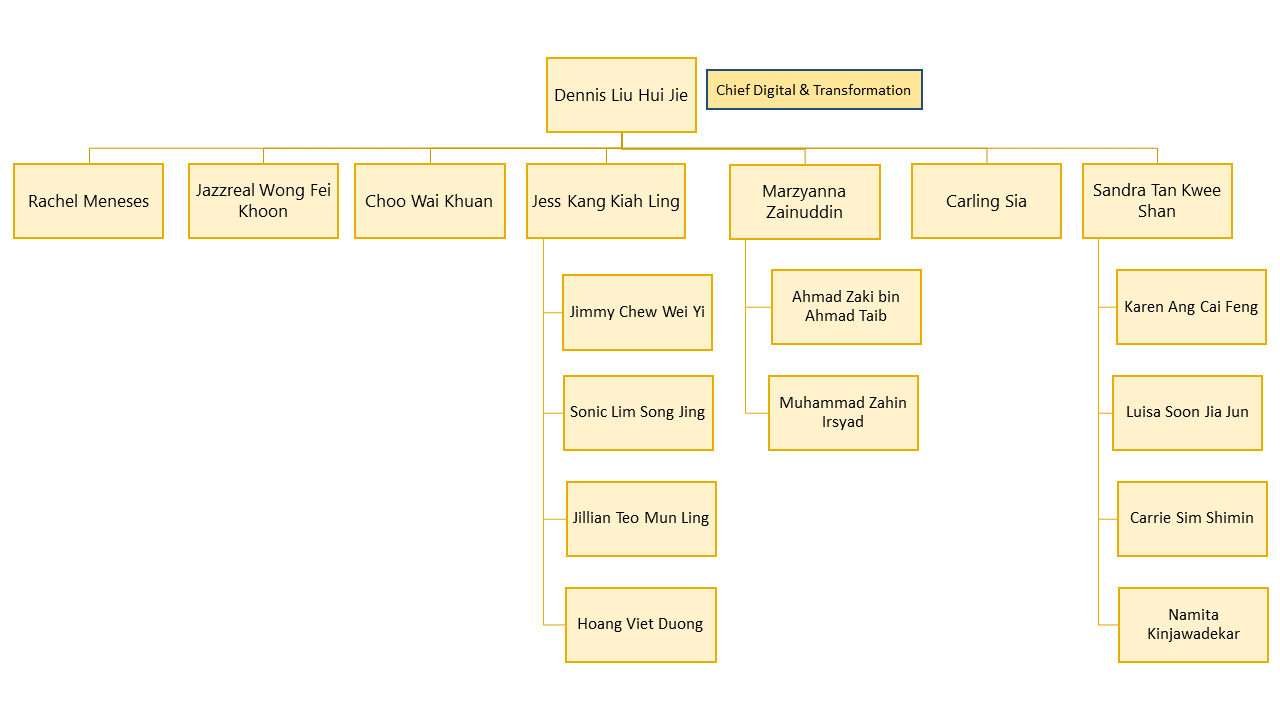 Dennis Liu Hui Jie
Chief Digital & Transformation
Rachel Meneses
Jazzreal Wong Fei
Khoon
Choo Wai Khuan
Jess Kang Kiah Ling
Marzyanna
Zainuddin
Carling Sia
Sandra Tan Kwee
Shan
Jimmy Chew Wei Yi
Sonic Lim Song Jing
Jillian Teo Mun Ling
Hoang Viet Duong
Ahmad Zaki bin
Ahmad Taib
Muhammad Zahin
Irsyad
Karen Ang Cai Feng
Luisa Soon Jia Jun
Carrie Sim Shimin
Namita
Kinjawadekar